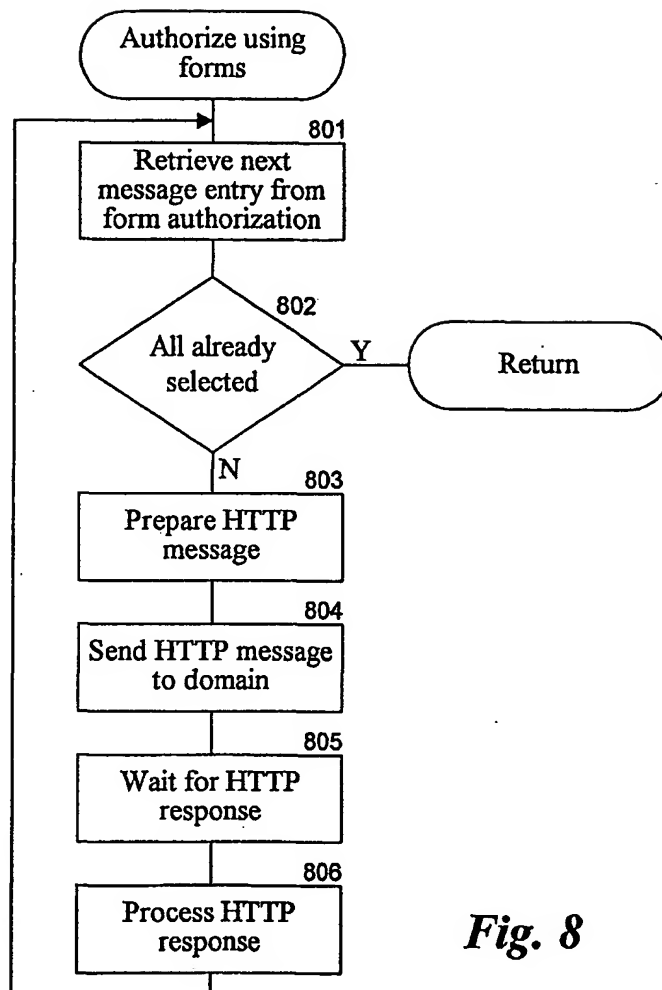 Authorize using
forms
801
Retrieve next
message entry from
form authorization
802
All already
selected
Y
Return
N
803
Prepare HTTP
message
804
Send HTTP message
to domain
805
Wait for HTTP
response
806
Process HTTP
response
Fig. 8